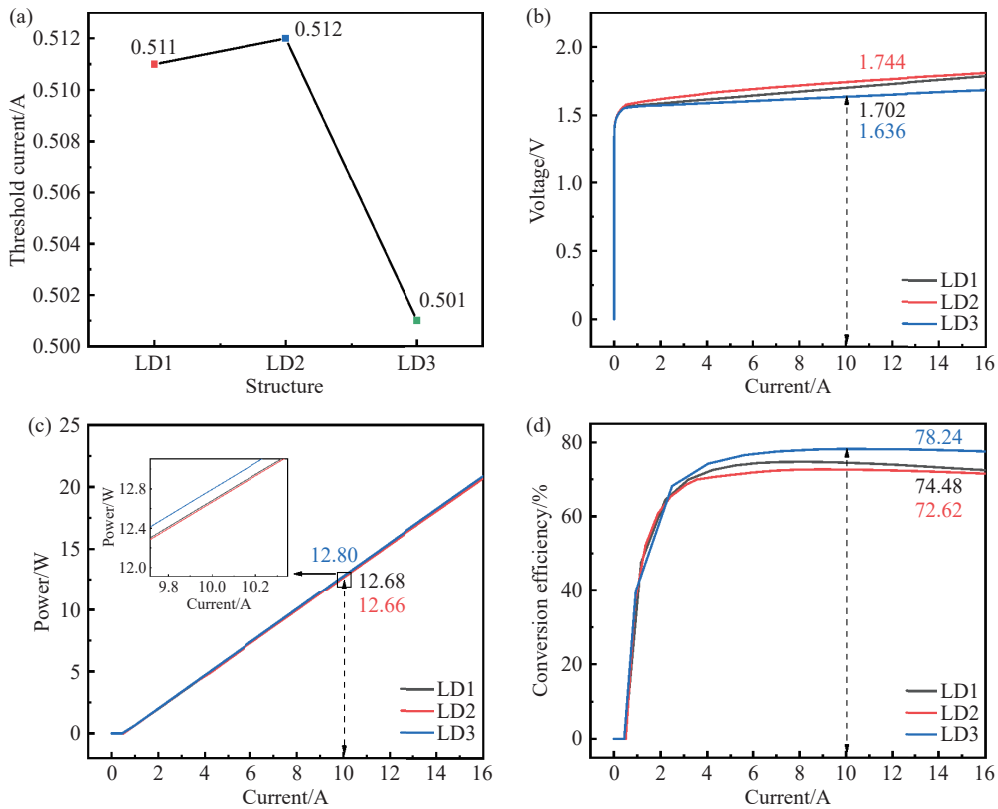 (a)
0.512
0.510
0.508
0.506
0.504
0.502
0.500
Threshold current/A
0.511
0.512
0.501
LD1
LD2
LD3
Structure
(b)
2.0
1.5
1.0
0.5
0
Voltage/V
1.744
1.702
1.636
LD1
LD2
LD3
0 2 4 6 8 10 12 14 16
Current/A
(c)
25
20
15
10
5
0
Power/W
12.8
12.4
12.0
Power/W
9.8 10.0 10.2
Current/A
12.80
12.68
12.66
LD1
LD2
LD3
0 2 4 6 8 10 12 14 16
Current/A
(d)
80
60
40
20
0
Conversion efficiency/%
78.24
74.48
72.62
LD1
LD2
LD3
0 2 4 6 8 10 12 14 16
Current/A